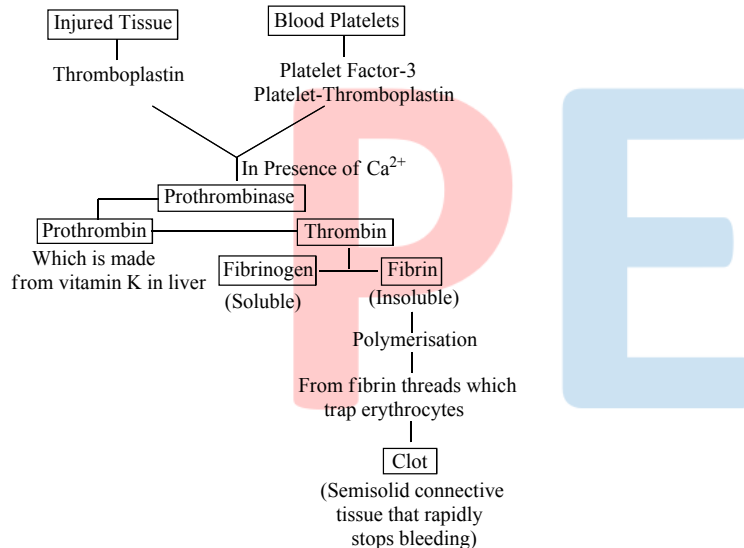 Injured Tissue
Blood Platelets
Thromboplastin
Platelet Factor-3
Platelet-Thromboplastin
In Presence of Ca²⁺
Prothrombinase
Prothrombin
Thrombin
Which is made
from vitamin K in liver
Fibrinogen
Fibrin
(Soluble)
(Insoluble)
Polymerisation
From fibrin threads which
trap erythrocytes
Clot
(Semisolid connective
tissue that rapidly
stops bleeding)
PE